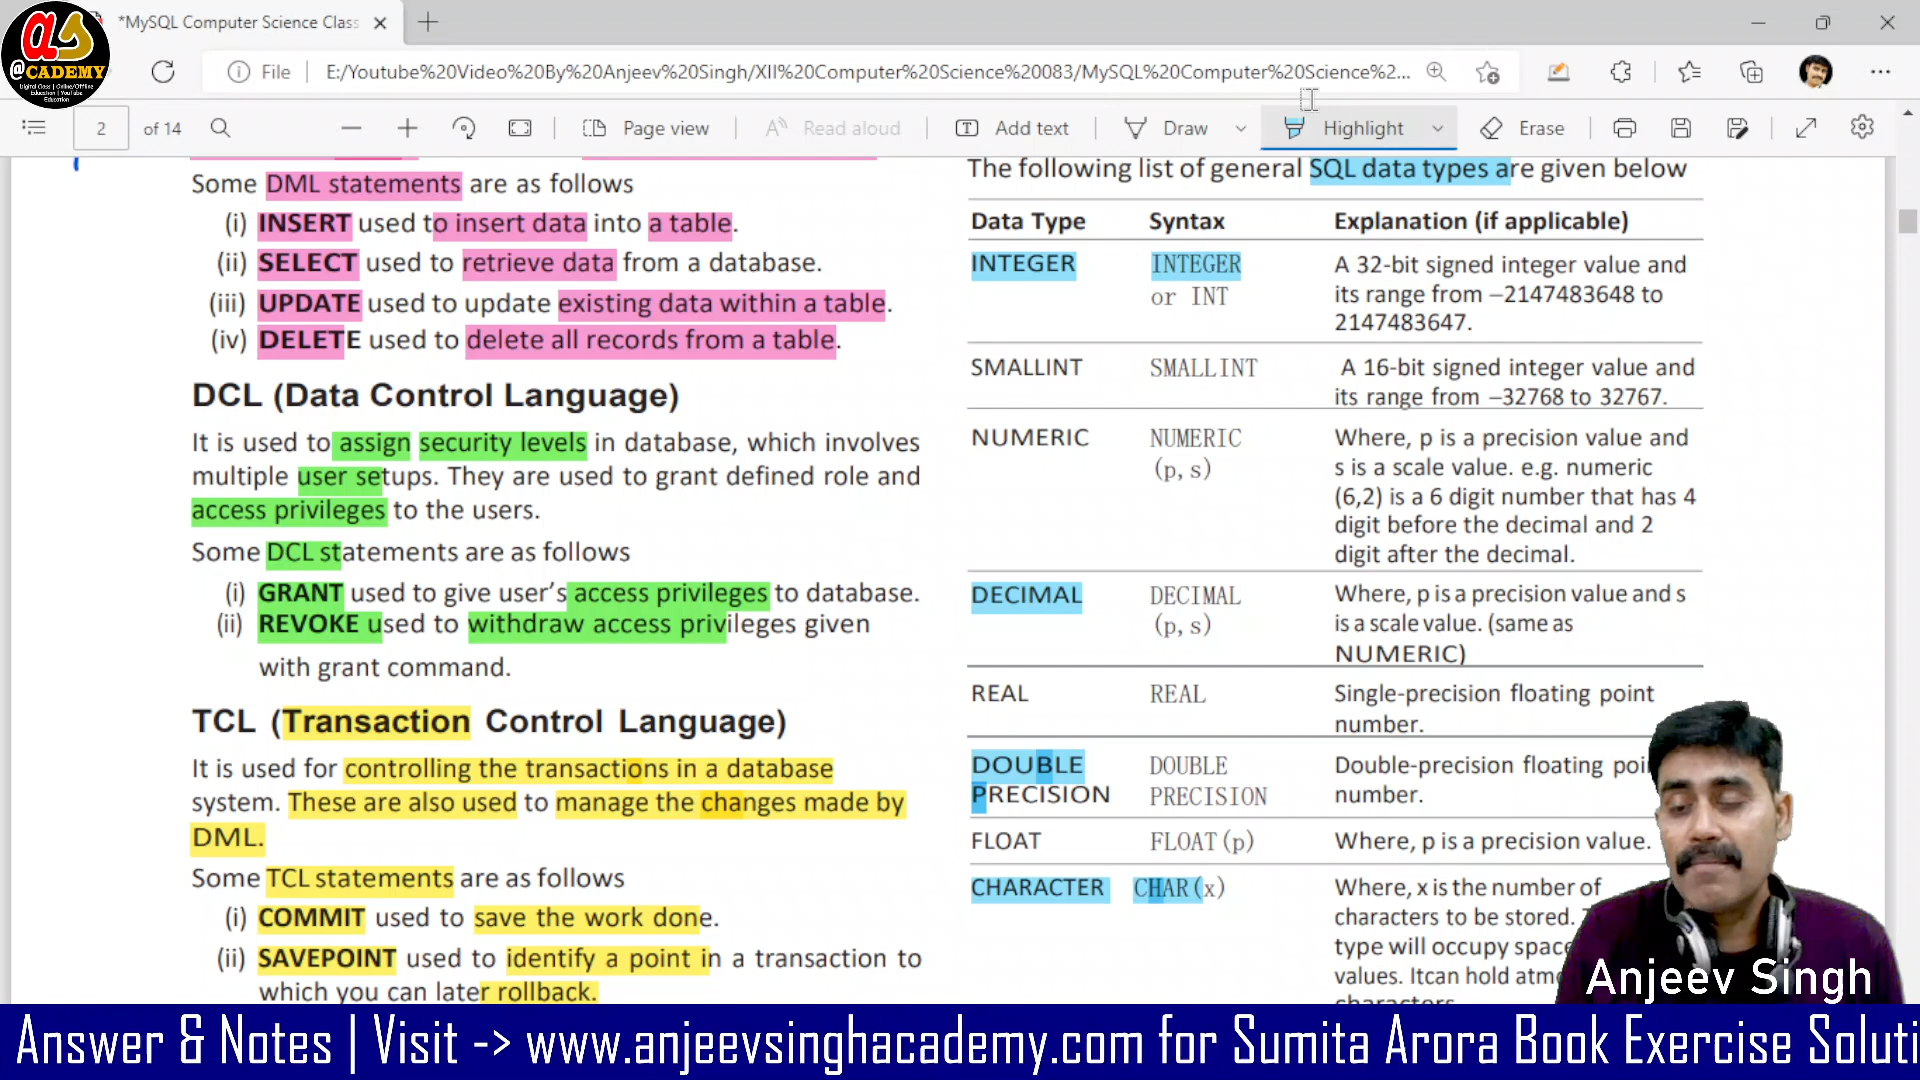 *MySQL Computer Science Class
as
@CADEMY
Digital Class | Online/Offline
Education | YouTube
Education
File
E:/Youtube%20Video%20By%20Anjeev%20Singh/XII%20Computer%20Science%20083/MySQL%20Computer%20Science%2...
2 of 14
Page view
Read aloud
Add text
Draw
Highlight
Erase
Some DML statements are as follows
(i) INSERT used to insert data into a table.
(ii) SELECT used to retrieve data from a database.
(iii) UPDATE used to update existing data within a table.
(iv) DELETE used to delete all records from a table.
DCL (Data Control Language)
It is used to assign security levels in database, which involves
multiple user setups. They are used to grant defined role and
access privileges to the users.
Some DCL statements are as follows
(i) GRANT used to give user's access privileges to database.
(ii) REVOKE used to withdraw access privileges given
with grant command.
TCL (Transaction Control Language)
It is used for controlling the transactions in a database
system. These are also used to manage the changes made by
DML.
Some TCL statements are as follows
(i) COMMIT used to save the work done.
(ii) SAVEPOINT used to identify a point in a transaction to
which you can later rollback.
The following list of general SQL data types are given below
Data Type Syntax Explanation (if applicable)
INTEGER INTEGER A 32-bit signed integer value and
or INT its range from −2147483648 to
2147483647.
SMALLINT SMALLINT A 16-bit signed integer value and
its range from −32768 to 32767.
NUMERIC NUMERIC Where, p is a precision value and
(p,s) s is a scale value. e.g. numeric
(6,2) is a 6 digit number that has 4
digit before the decimal and 2
digit after the decimal.
DECIMAL DECIMAL Where, p is a precision value and s
(p,s) is a scale value. (same as
NUMERIC)
REAL REAL Single-precision floating point
number.
DOUBLE DOUBLE Double-precision floating poi
PRECISION PRECISION number.
FLOAT FLOAT(p) Where, p is a precision value.
CHARACTER CHAR(x) Where, x is the number of
characters to be stored.
type will occupy space
values. Itcan hold atm
characters
Anjeev Singh
Answer & Notes | Visit -> www.anjeevsinghacademy.com for Sumita Arora Book Exercise Soluti